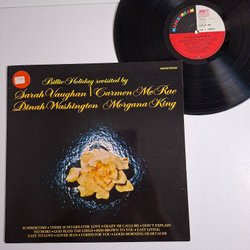 Billie Holiday revisited by
Sarah Vaughan / Carmen McRae
Dinah Washington Morgana King
SUMMERTIME • THERE IS NO GREATER LOVE • CRAZY HE CALLS ME • DON'T EXPLAIN
NO MORE • GOD BLESS THE CHILD • MISS BROWN TO YOU • EASY LIVING
EASY TO LOVE • LOVER MAN • I CRIED FOR YOU • GOOD MORNING HEARTACHE